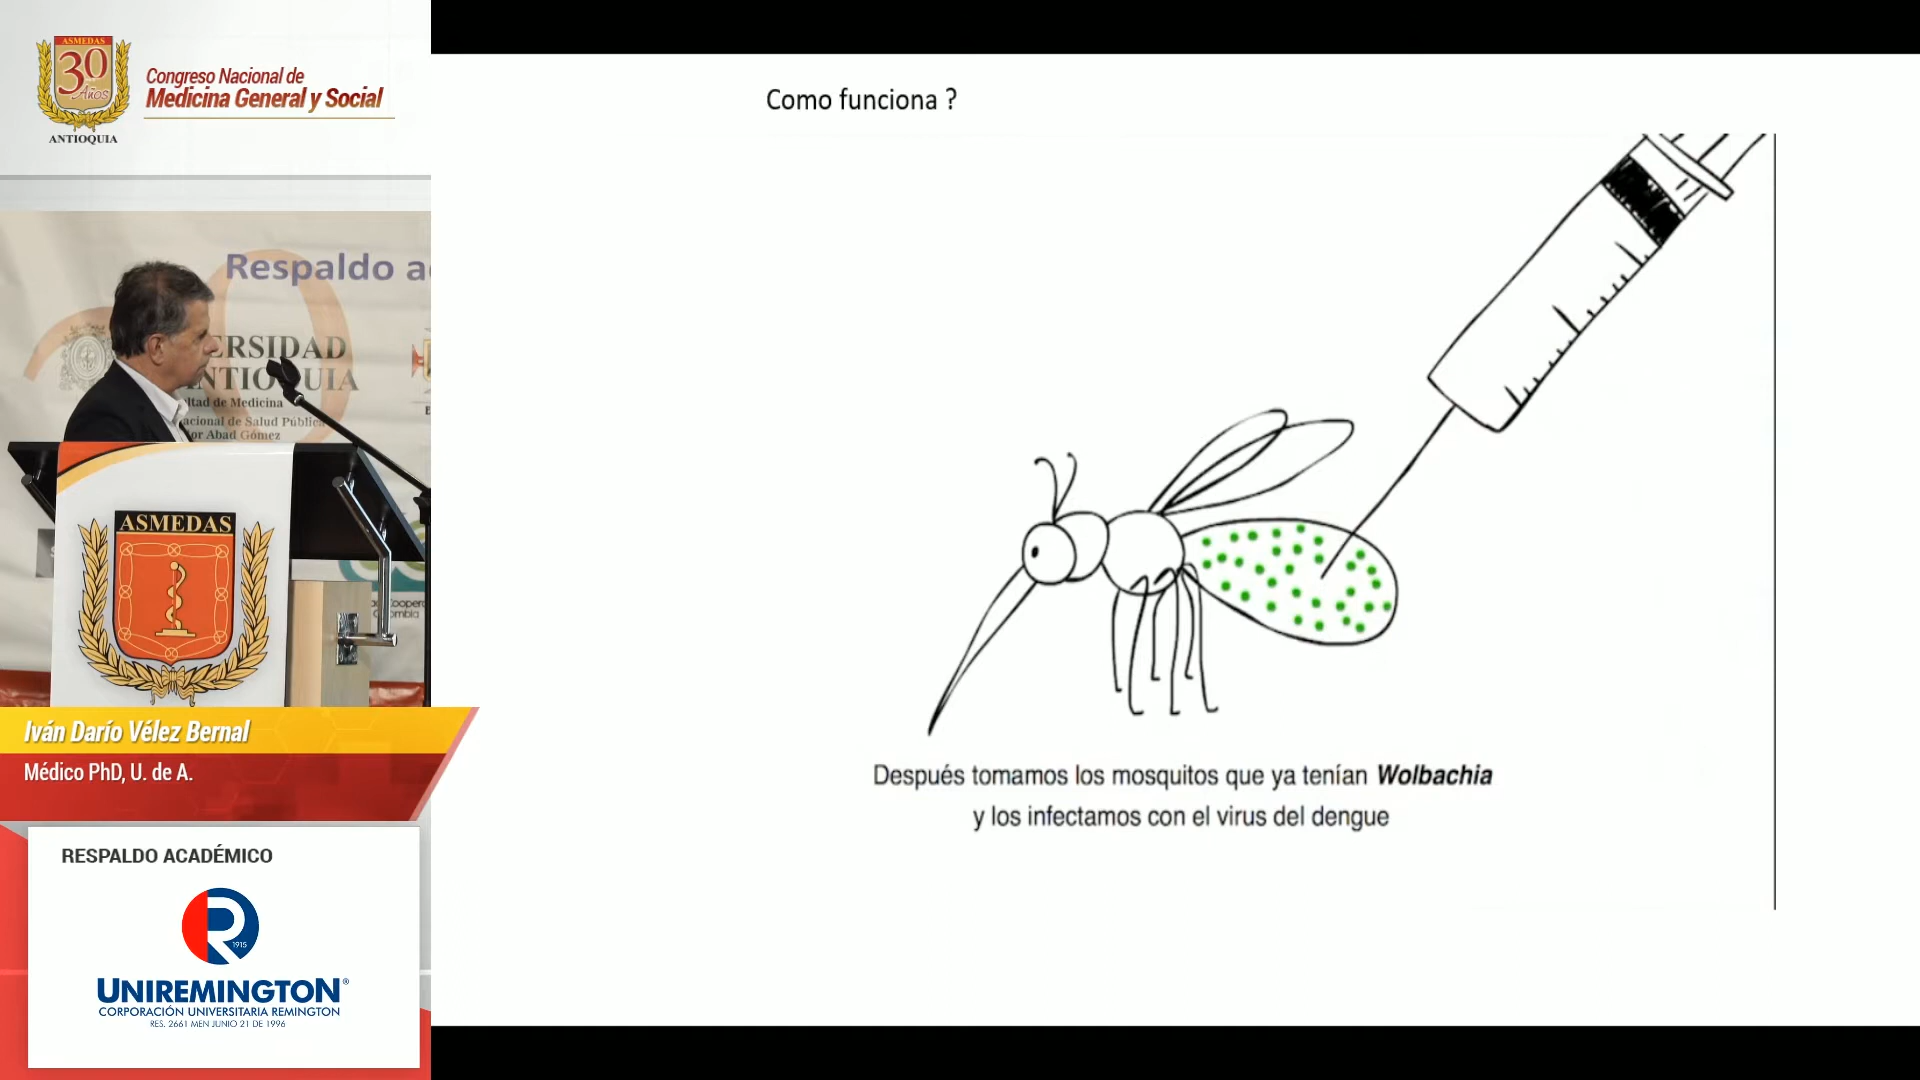 ASMEDAS
30
Años
ANTIOQUIA
Congreso Nacional de
Medicina General y Social
Como funciona ?
Respaldo a
ERSIDAD
NTIOQUIA
ltad de Medicina
acional de Salud Pública
or Abad Gómez
ASMEDAS
Iván Darío Vélez Bernal
Médico PhD, U. de A.
Después tomamos los mosquitos que ya tenían Wolbachia
y los infectamos con el virus del dengue
RESPALDO ACADÉMICO
R
1915
UNIREMINGTON®
CORPORACIÓN UNIVERSITARIA REMINGTON
RES. 2661 MEN JUNIO 21 DE 1996